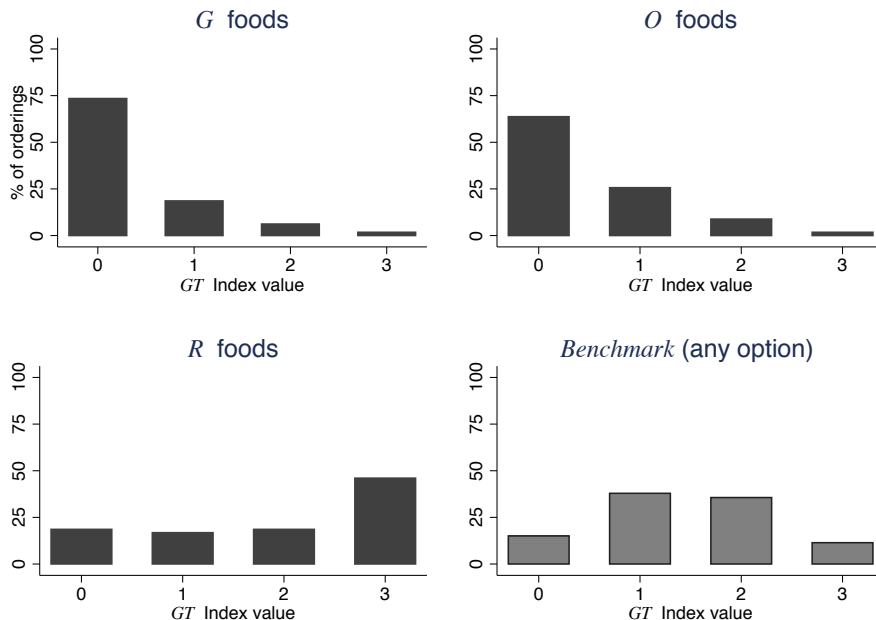 G foods
% of orderings
100
75
50
25
0
0 1 2 3
GT Index value
O foods
100
75
50
25
0
0 1 2 3
GT Index value
R foods
100
75
50
25
0
0 1 2 3
GT Index value
Benchmark (any option)
100
75
50
25
0
0 1 2 3
GT Index value